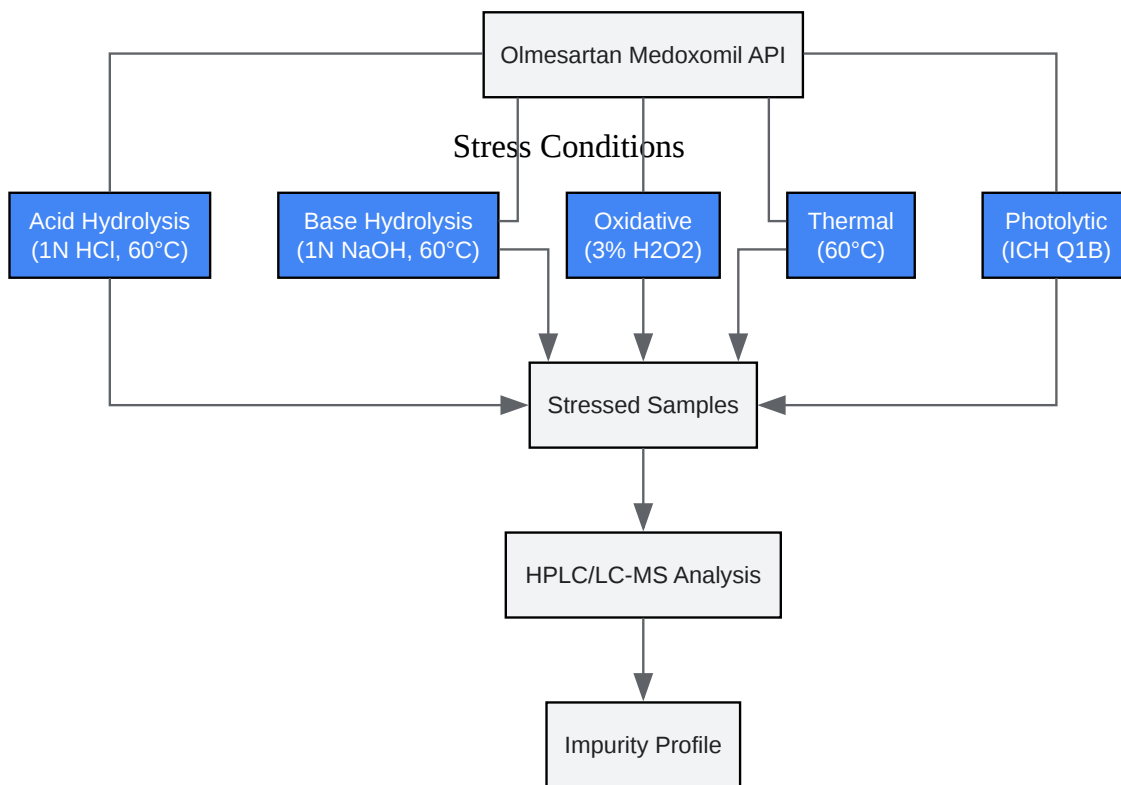 Olmesartan Medoxomil API
Stress Conditions
Acid Hydrolysis
(1N HCl, 60°C)
Base Hydrolysis
(1N NaOH, 60°C)
Oxidative
(3% H2O2)
Thermal
(60°C)
Photolytic
(ICH Q1B)
Stressed Samples
HPLC/LC-MS Analysis
Impurity Profile